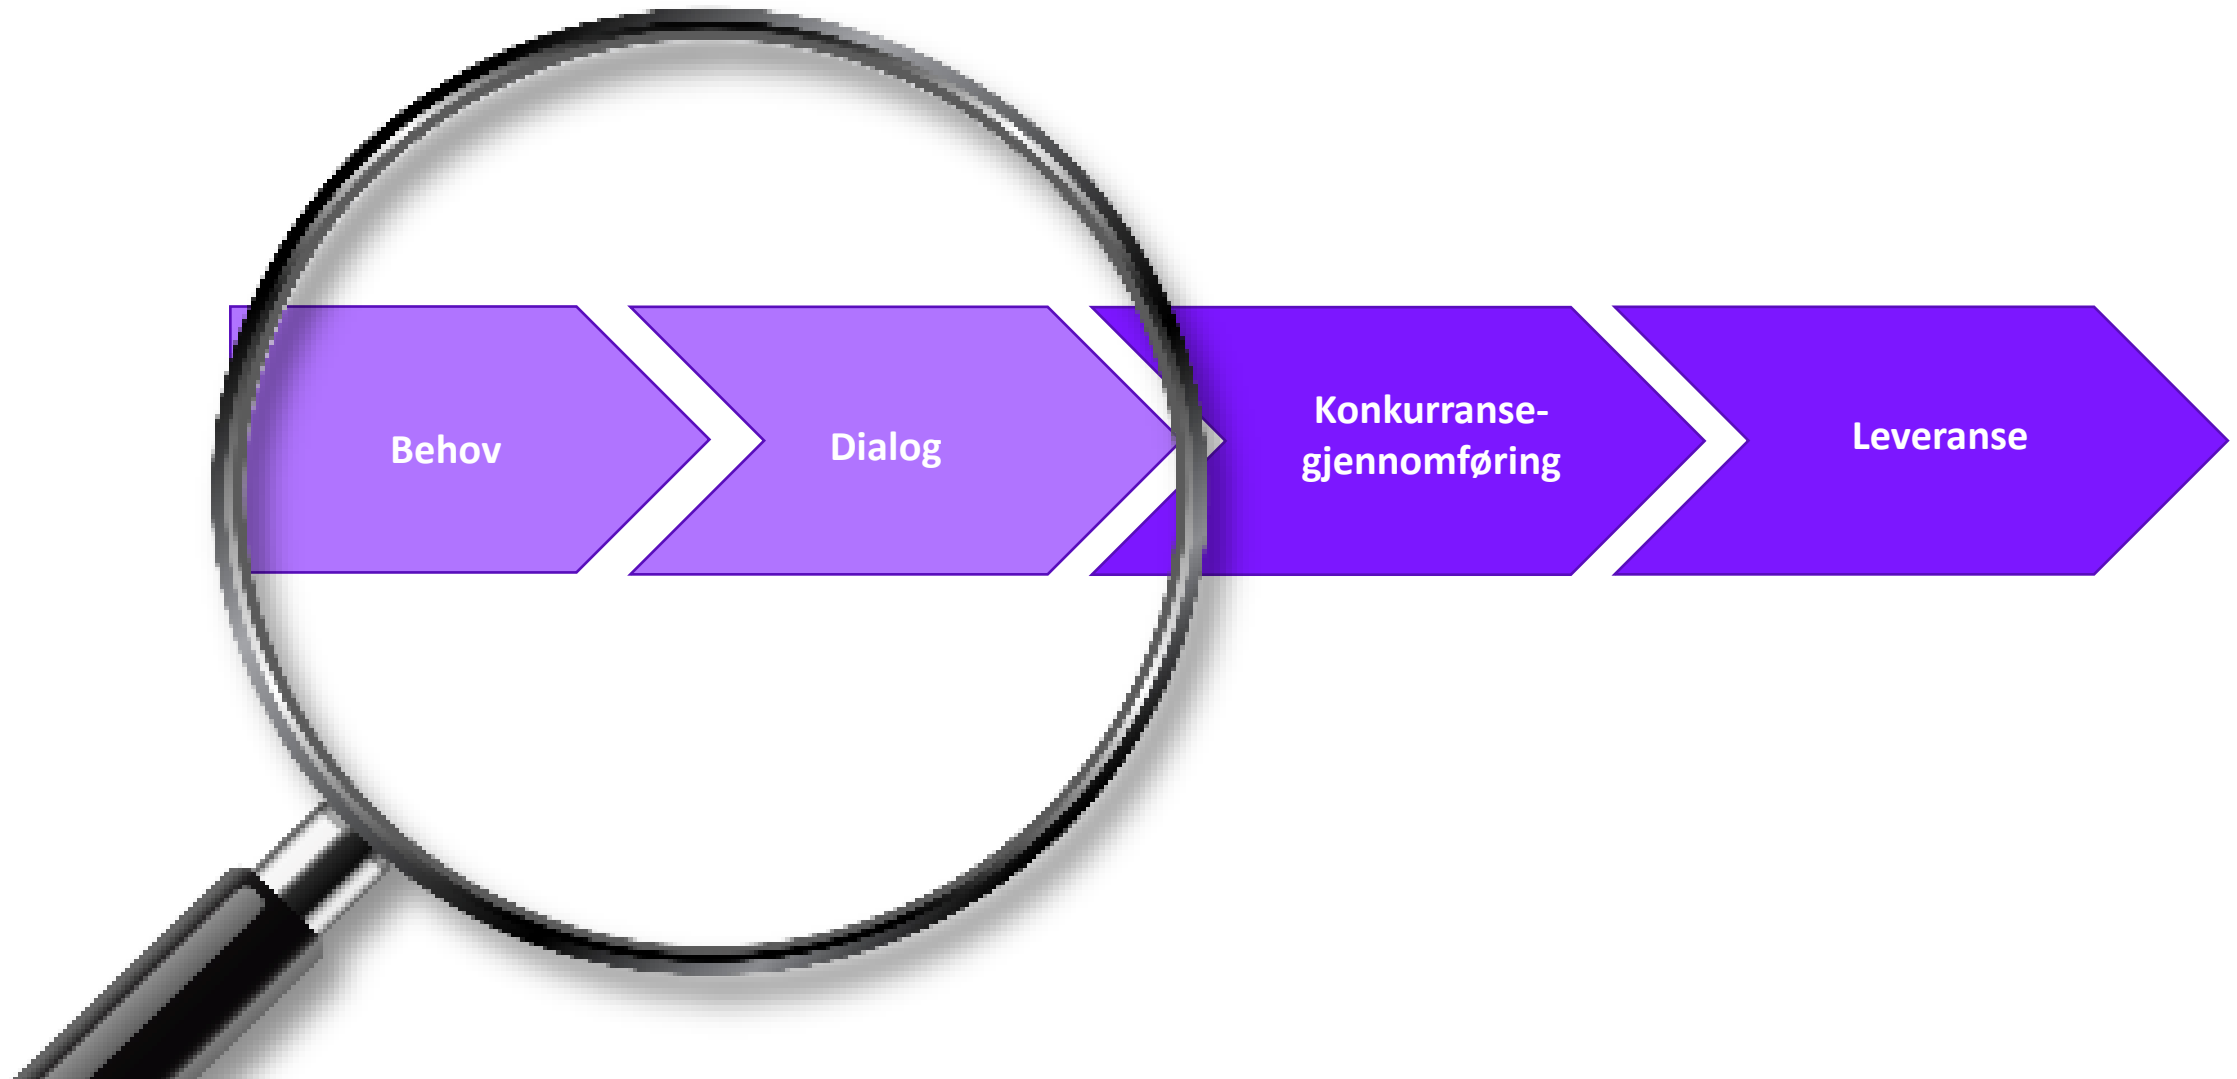 Behov
Dialog
Konkurranse-
gjennomføring
Leveranse